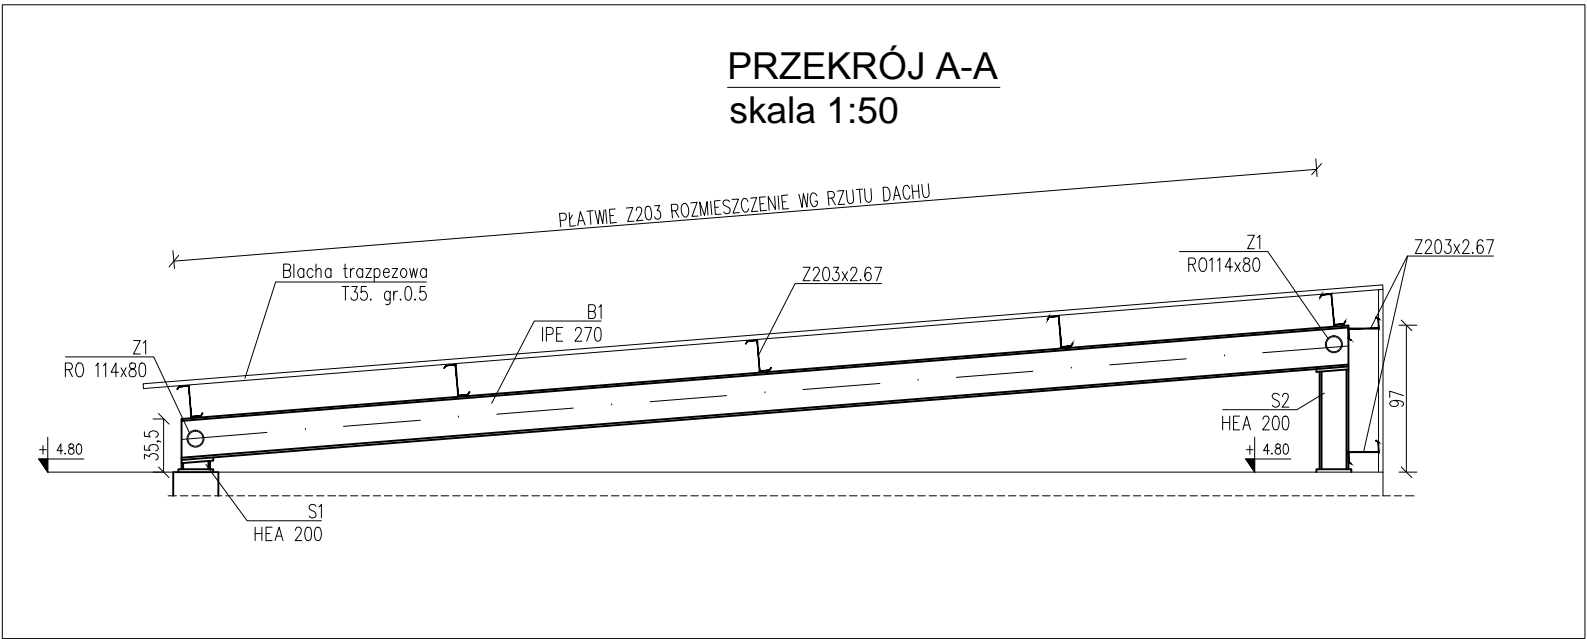 PRZEKRÓJ A-A
skala 1:50
PŁATWIE Z203 ROZMIESZCZENIE WG RZUTU DACHU
Blacha trazpezowa
T35. gr.0.5
Z203x2.67
Z1
RO114x80
Z203x2.67
B1
IPE 270
Z1
RO 114x80
S2
HEA 200
97
35,5
+ 4.80
+ 4.80
S1
HEA 200